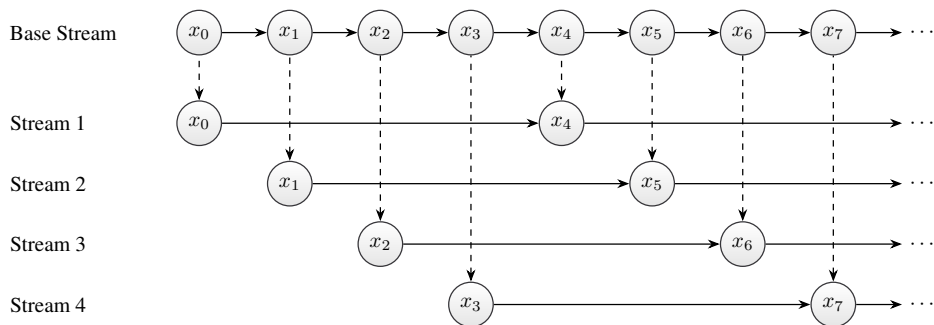 Base Stream x₀ x₁ x₂ x₃ x₄ x₅ x₆ x₇ ⋯
Stream 1 x₀ x₄ ⋯
Stream 2 x₁ x₅ ⋯
Stream 3 x₂ x₆ ⋯
Stream 4 x₃ x₇ ⋯